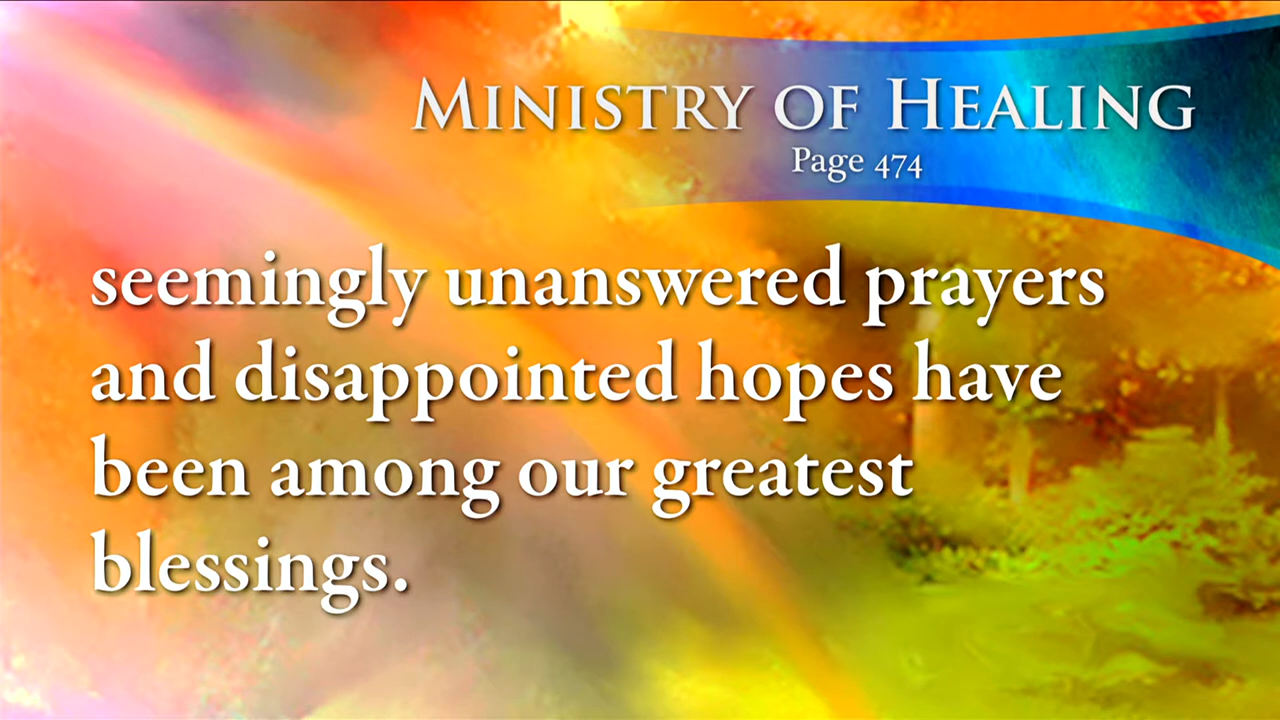 MINISTRY OF HEALING
Page 474
seemingly unanswered prayers
and disappointed hopes have
been among our greatest
blessings.